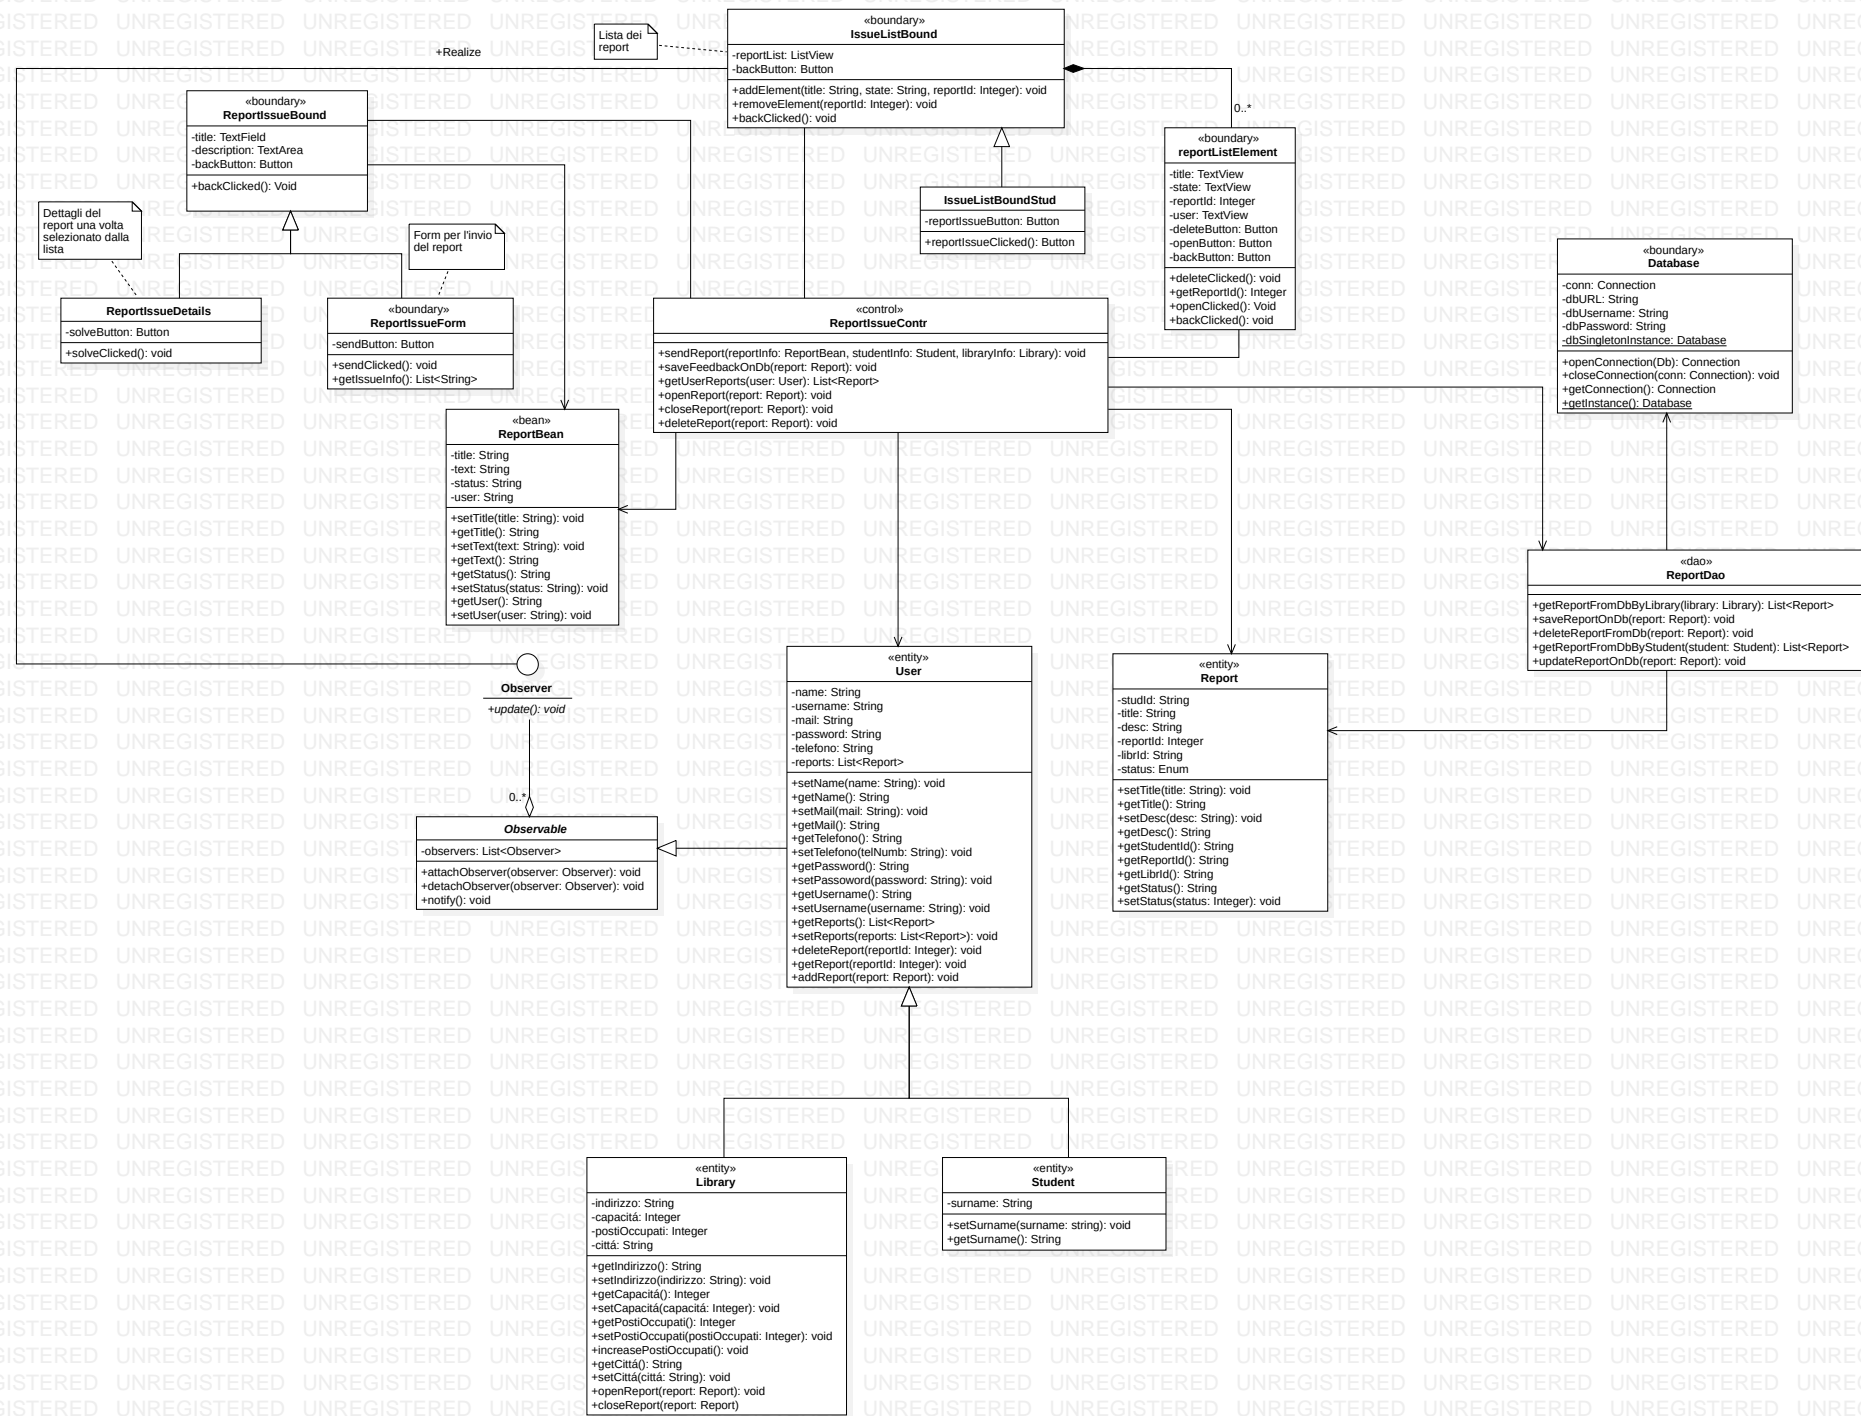 «boundary»
IssueListBound
-reportList: ListView
-backButton: Button
+addElement(title: String, state: String, reportId: Integer): void
+removeElement(reportId: Integer): void
+backClicked(): void
Lista dei
report
+Realize
«boundary»
ReportIssueBound
-title: TextField
-description: TextArea
-backButton: Button
+backClicked(): Void
0..*
«boundary»
reportListElement
-title: TextView
-state: TextView
-reportId: Integer
-user: TextView
-deleteButton: Button
-openButton: Button
-backButton: Button
+deleteClicked(): void
+getReportId(): Integer
+openClicked(): Void
+backClicked(): void
IssueListBoundStud
-reportIssueButton: Button
+reportIssueClicked(): Button
Dettagli del
report una volta
selezionato dalla
lista
Form per l'invio
del report
«boundary»
Database
-conn: Connection
-dbURL: String
-dbUsername: String
-dbPassword: String
-dbSingletonInstance: Database
+openConnection(Db): Connection
+closeConnection(conn: Connection): void
+getConnection(): Connection
+getInstance(): Database
ReportIssueDetails
-solveButton: Button
+solveClicked(): void
«boundary»
ReportIssueForm
-sendButton: Button
+sendClicked(): void
+getIssueInfo(): List<String>
«control»
ReportIssueContr
+sendReport(reportInfo: ReportBean, studentInfo: Student, libraryInfo: Library): void
+saveFeedbackOnDb(report: Report): void
+getUserReports(user: User): List<Report>
+openReport(report: Report): void
+closeReport(report: Report): void
+deleteReport(report: Report): void
«bean»
ReportBean
-title: String
-text: String
-status: String
-user: String
+setTitle(title: String): void
+getTitle(): String
+setText(text: String): void
+getText(): String
+getStatus(): String
+setStatus(status: String): void
+getUser(): String
+setUser(user: String): void
«dao»
ReportDao
+getReportFromDbByLibrary(library: Library): List<Report>
+saveReportOnDb(report: Report): void
+deleteReportFromDb(report: Report): void
+getReportFromDbByStudent(student: Student): List<Report>
+updateReportOnDb(report: Report): void
Observer
+update(): void
0..*
Observable
-observers: List<Observer>
+attachObserver(observer: Observer): void
+detachObserver(observer: Observer): void
+notify(): void
«entity»
User
-name: String
-username: String
-mail: String
-password: String
-telefono: String
-reports: List<Report>
+setName(name: String): void
+getName(): String
+setMail(mail: String): void
+getMail(): String
+getTelefono(): String
+setTelefono(telNumb: String): void
+getPassword(): String
+setPassoword(password: String): void
+getUsername(): String
+setUsername(username: String): void
+getReports(): List<Report>
+setReports(reports: List<Report>): void
+deleteReport(reportId: Integer): void
+getReport(reportId: Integer): void
+addReport(report: Report): void
«entity»
Report
-studId: String
-title: String
-desc: String
-reportId: Integer
-librId: String
-status: Enum
+setTitle(title: String): void
+getTitle(): String
+setDesc(desc: String): void
+getDesc(): String
+getStudentId(): String
+getReportId(): String
+getLibrId(): String
+getStatus(): String
+setStatus(status: Integer): void
«entity»
Library
-indirizzo: String
-capacitá: Integer
-postiOccupati: Integer
-cittá: String
+getIndirizzo(): String
+setIndirizzo(indirizzo: String): void
+getCapacitá(): Integer
+setCapacitá(capacitá: Integer): void
+getPostiOccupati(): Integer
+setPostiOccupati(postiOccupati: Integer): void
+increasePostiOccupati(): void
+getCittá(): String
+setCittá(cittá: String): void
+openReport(report: Report): void
+closeReport(report: Report)
«entity»
Student
-surname: String
+setSurname(surname: string): void
+getSurname(): String
UNREGISTERED